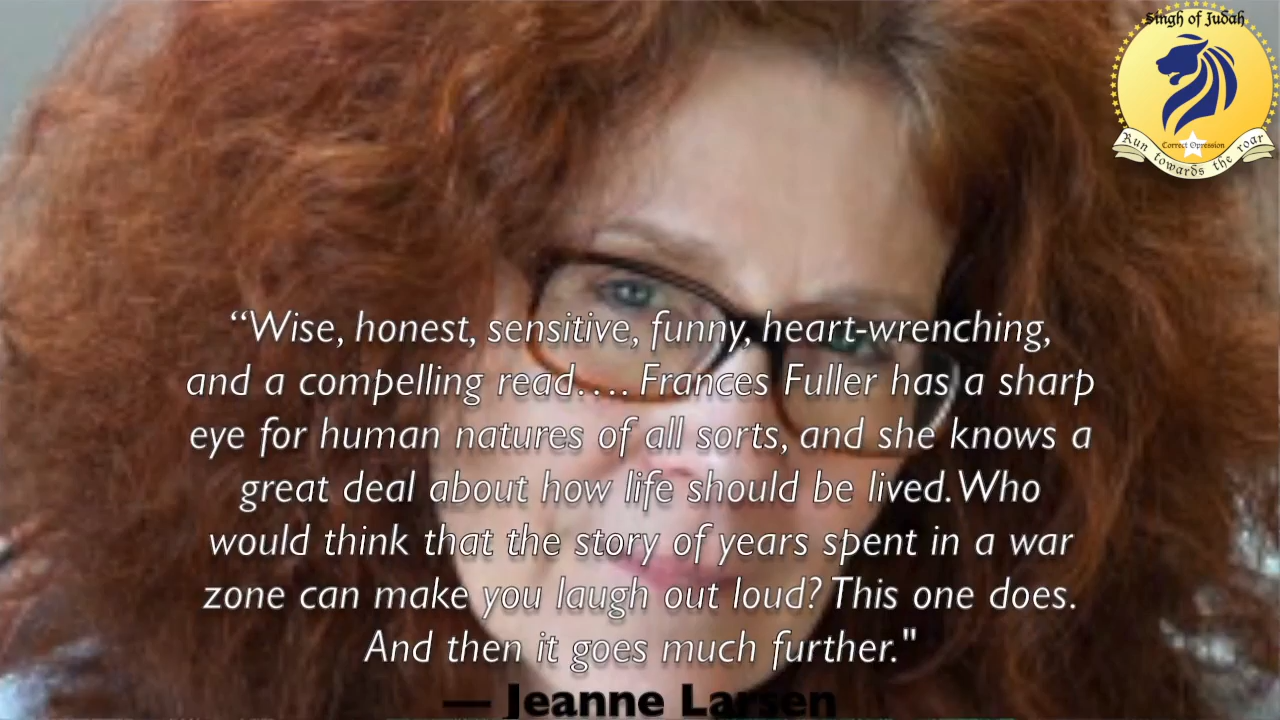 Singh of Judah
Correct Opression
Run towards the roar
“Wise, honest, sensitive, funny, heart-wrenching,
and a compelling read.... Frances Fuller has a sharp
eye for human natures of all sorts, and she knows a
great deal about how life should be lived. Who
would think that the story of years spent in a war
zone can make you laugh out loud? This one does.
And then it goes much further."
— Jeanne Larsen